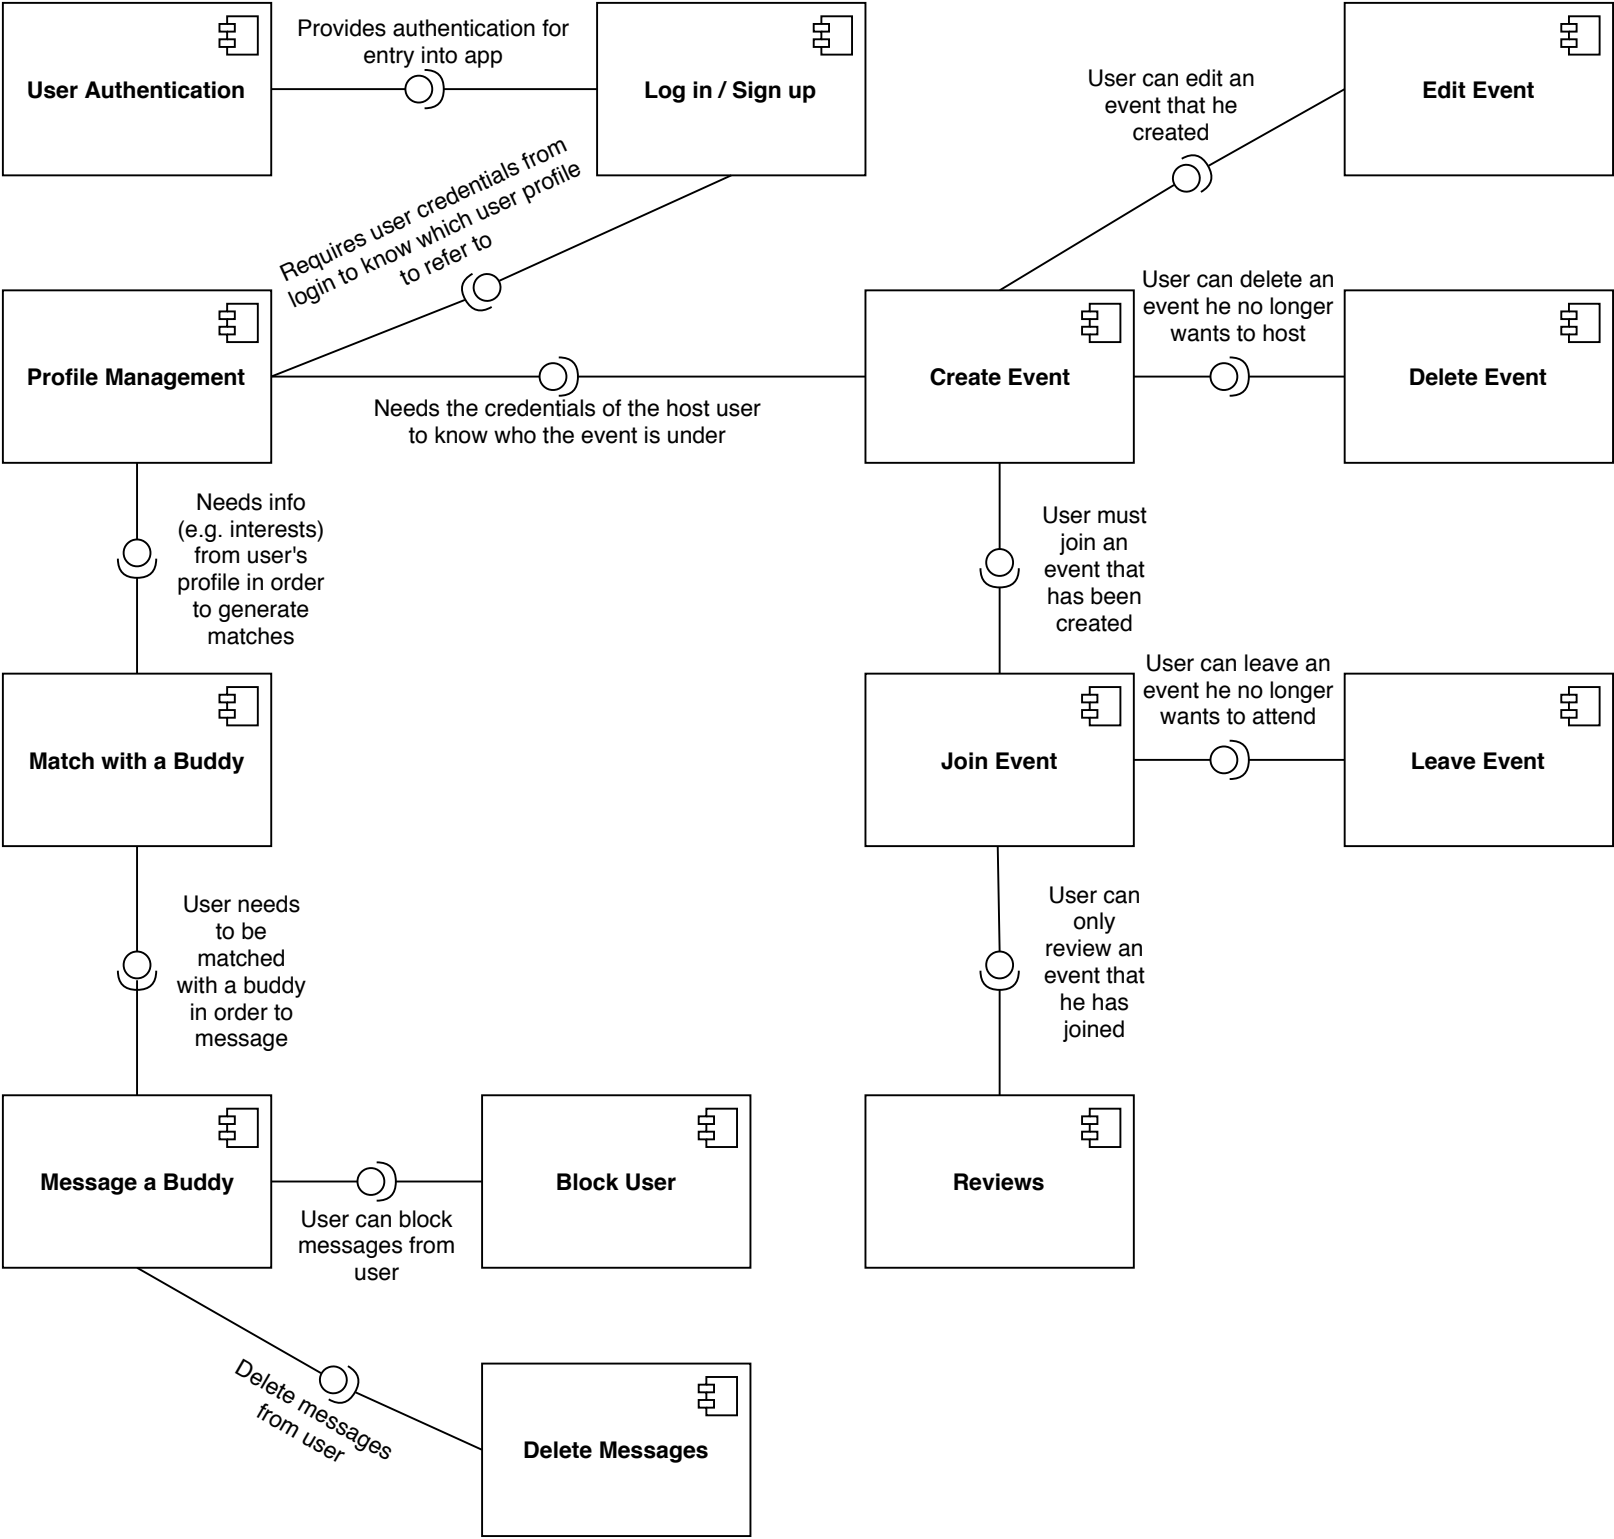 User Authentication
Provides authentication for
entry into app
Log in / Sign up
User can edit an
event that he
created
Edit Event
Requires user credentials from
login to know which user profile
to refer to
Profile Management
Needs the credentials of the host user
to know who the event is under
Create Event
User can delete an
event he no longer
wants to host
Delete Event
Needs info
(e.g. interests)
from user's
profile in order
to generate
matches
User must
join an
event that
has been
created
Match with a Buddy
Join Event
User can leave an
event he no longer
wants to attend
Leave Event
User needs
to be
matched
with a buddy
in order to
message
User can
only
review an
event that
he has
joined
Message a Buddy
User can block
messages from
user
Block User
Reviews
Delete messages
from user
Delete Messages